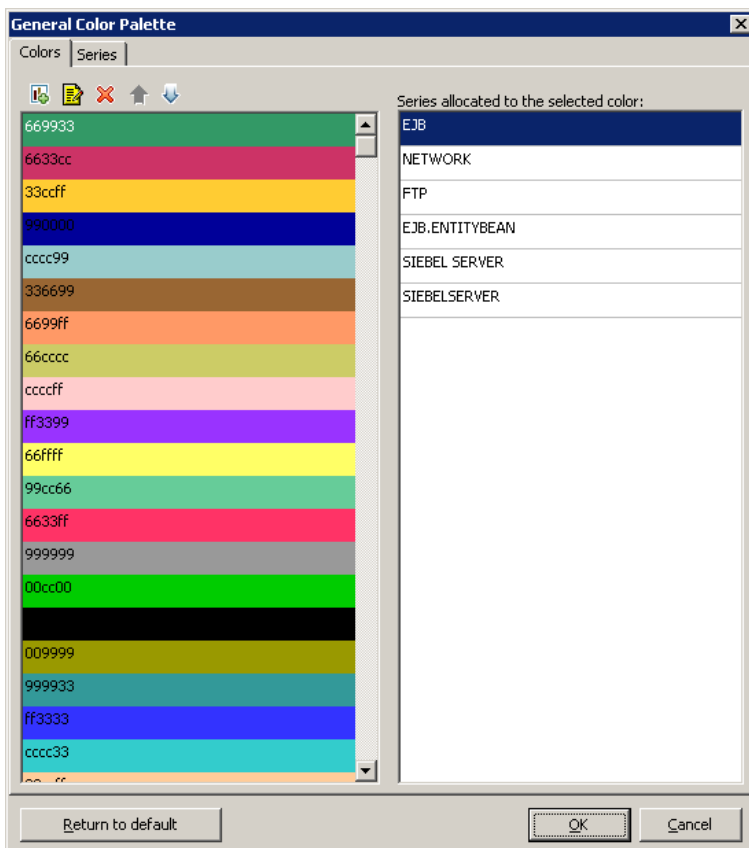 General Color Palette
Colors
Series
Series allocated to the selected color:
669933
6633cc
33ccff
990000
cccc99
336699
6699ff
66cccc
ccccff
ff3399
66ffff
99cc66
6633ff
999999
00cc00
009999
999933
ff3333
cccc33
EJB
NETWORK
FTP
EJB.ENTITYBEAN
SIEBEL SERVER
SIEBELSERVER
Return to default
OK
Cancel